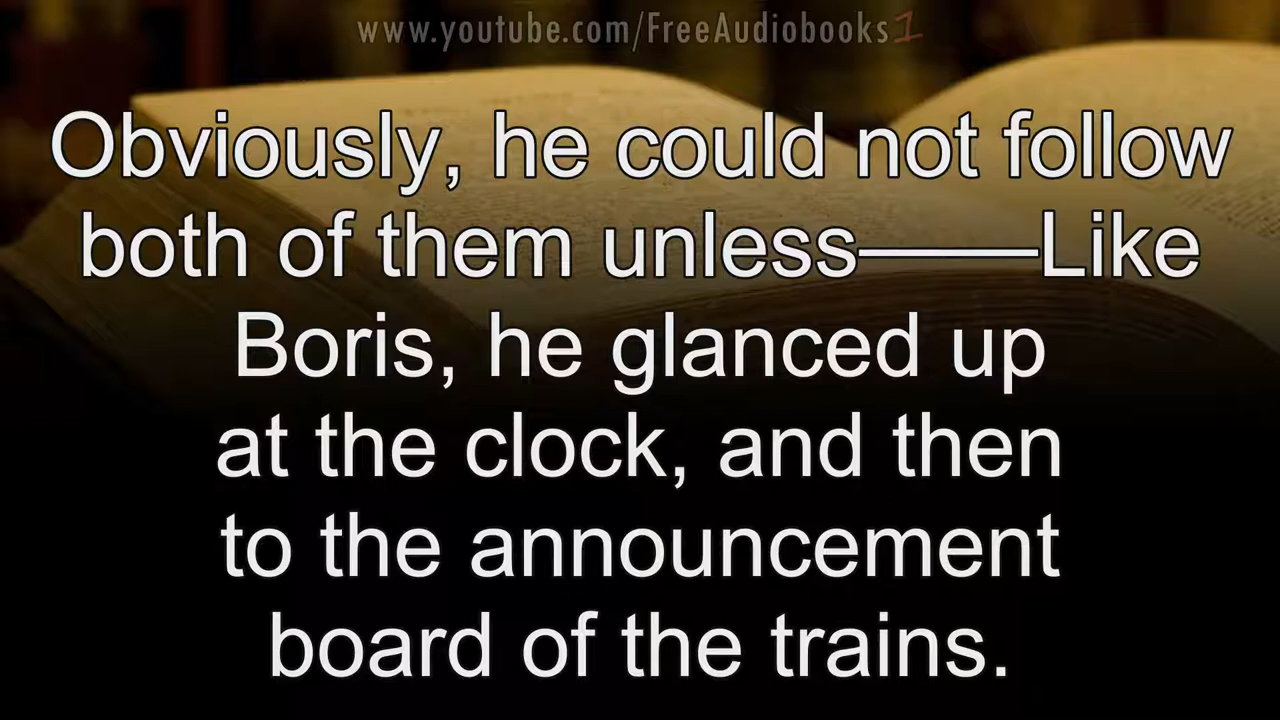 www.youtube.com/FreeAudiobooks1
Obviously, he could not follow
both of them unless——Like
Boris, he glanced up
at the clock, and then
to the announcement
board of the trains.